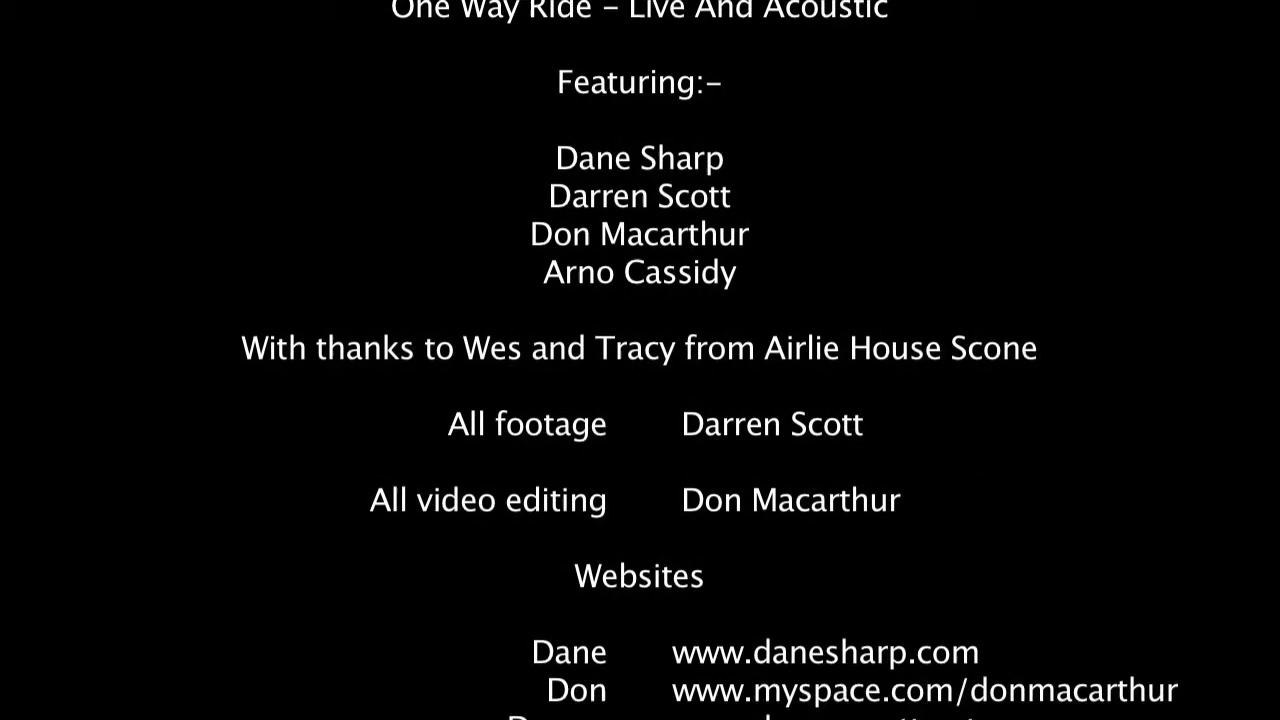 One Way Ride – Live And Acoustic
Featuring:–
Dane Sharp
Darren Scott
Don Macarthur
Arno Cassidy
With thanks to Wes and Tracy from Airlie House Scone
All footage Darren Scott
All video editing Don Macarthur
Websites
Dane www.danesharp.com
Don www.myspace.com/donmacarthur